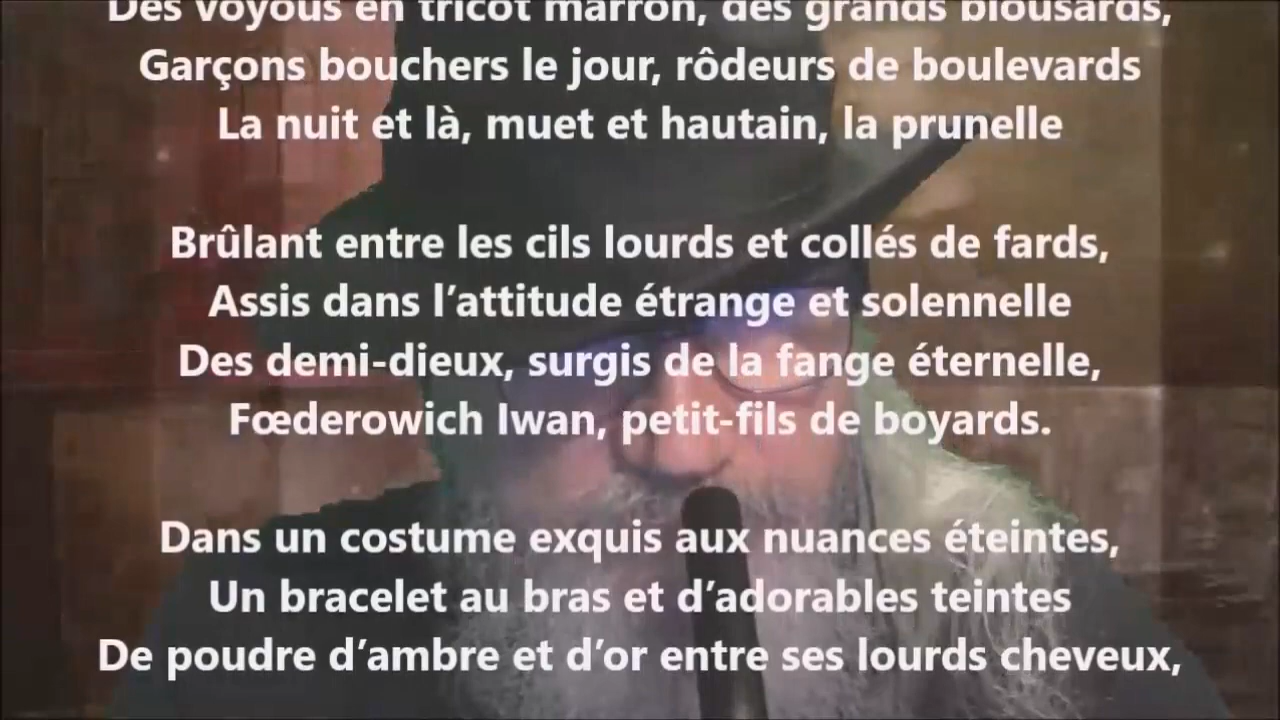 Des voyous en tricot marron, des grands blousards,
Garçons bouchers le jour, rôdeurs de boulevards
La nuit et là, muet et hautain, la prunelle
Brûlant entre les cils lourds et collés de fards,
Assis dans l’attitude étrange et solennelle
Des demi-dieux, surgis de la fange éternelle,
Fœderowich Iwan, petit-fils de boyards.
Dans un costume exquis aux nuances éteintes,
Un bracelet au bras et d’adorables teintes
De poudre d’ambre et d’or entre ses lourds cheveux,